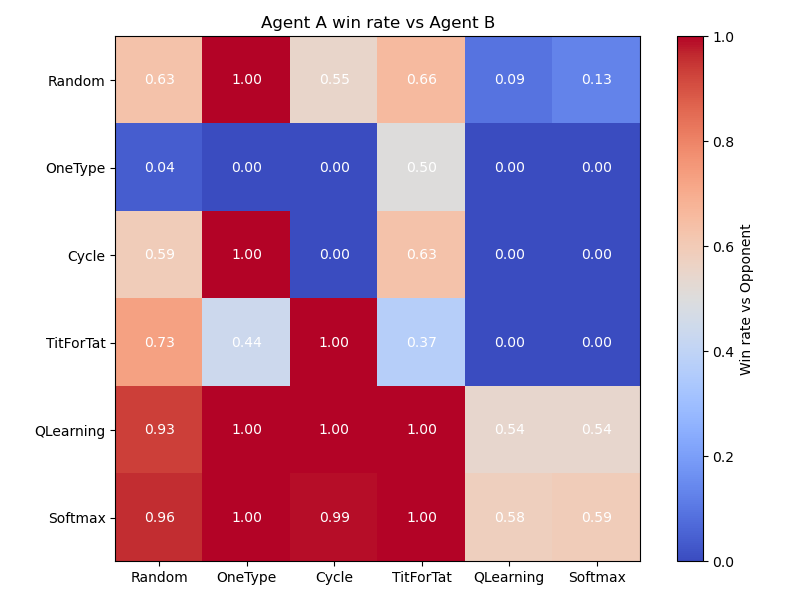 Agent A win rate vs Agent B
Random 0.63 1.00 0.55 0.66 0.09 0.13
OneType 0.04 0.00 0.00 0.50 0.00 0.00
Cycle 0.59 1.00 0.00 0.63 0.00 0.00
TitForTat 0.73 0.44 1.00 0.37 0.00 0.00
QLearning 0.93 1.00 1.00 1.00 0.54 0.54
Softmax 0.96 1.00 0.99 1.00 0.58 0.59
Random OneType Cycle TitForTat QLearning Softmax
1.0
0.8
0.6
0.4
0.2
0.0
Win rate vs Opponent